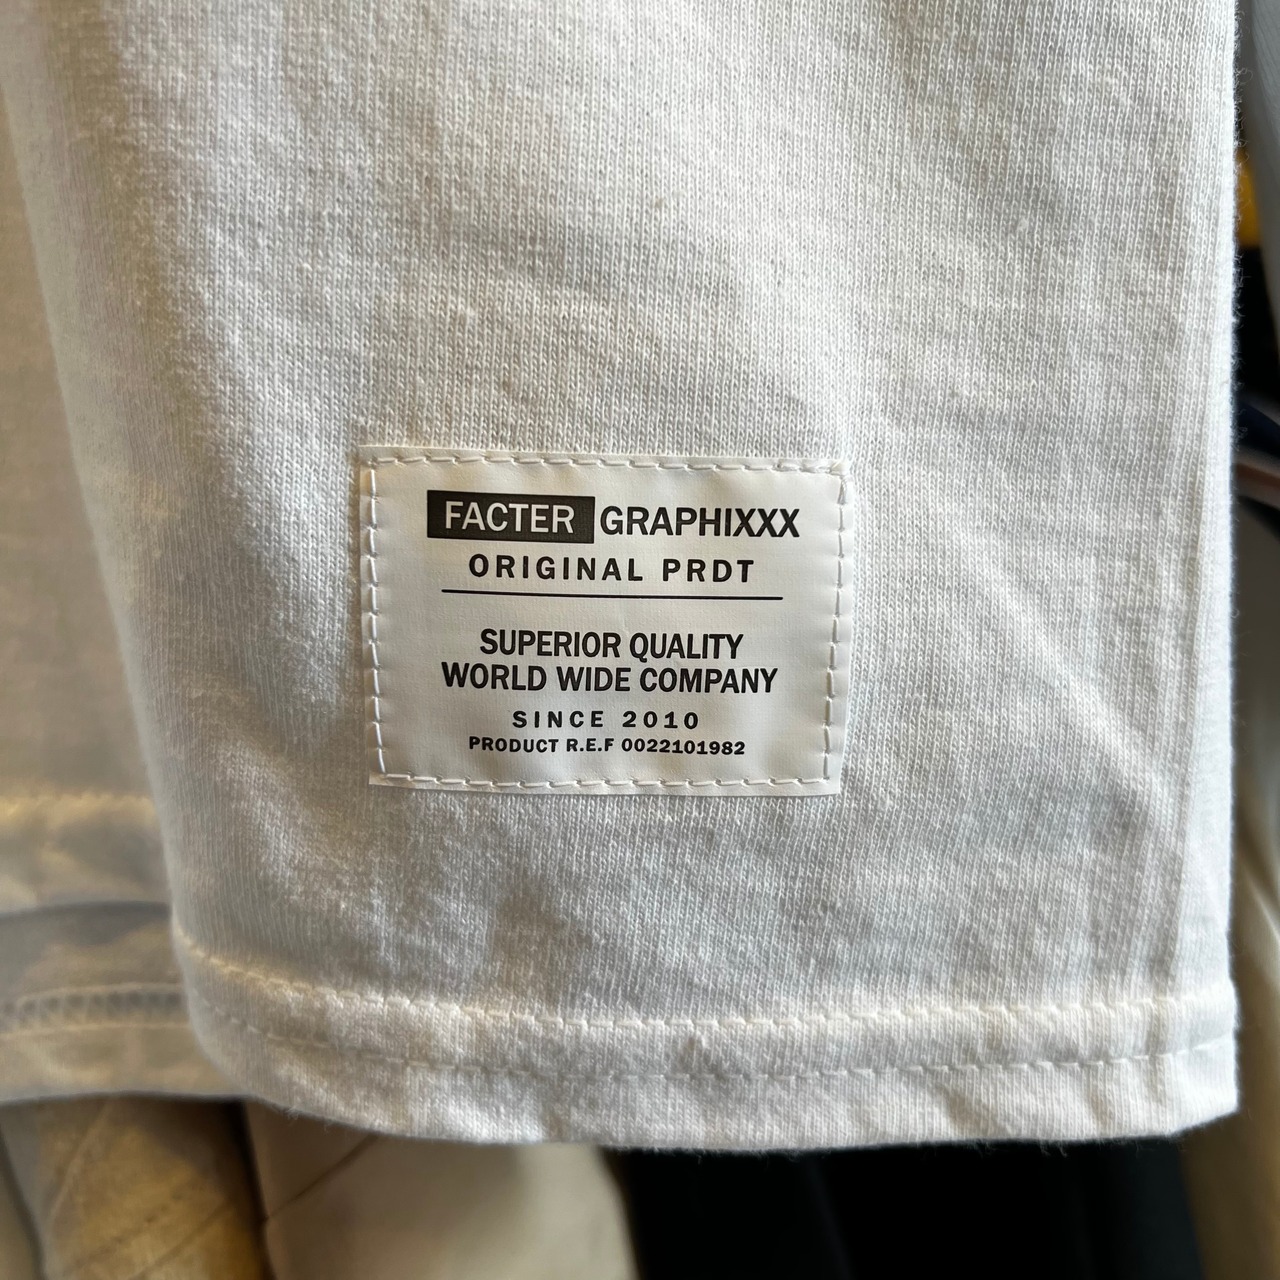 FACTER GRAPHIXXX
ORIGINAL PRDT
SUPERIOR QUALITY
WORLD WIDE COMPANY
SINCE 2010
PRODUCT R.E.F 0022101982